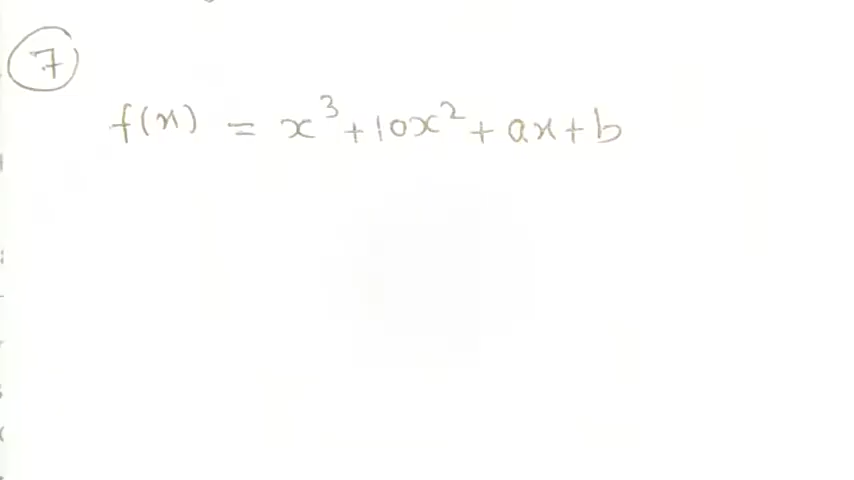 7
f(x) = x³ + 10x² + ax + b